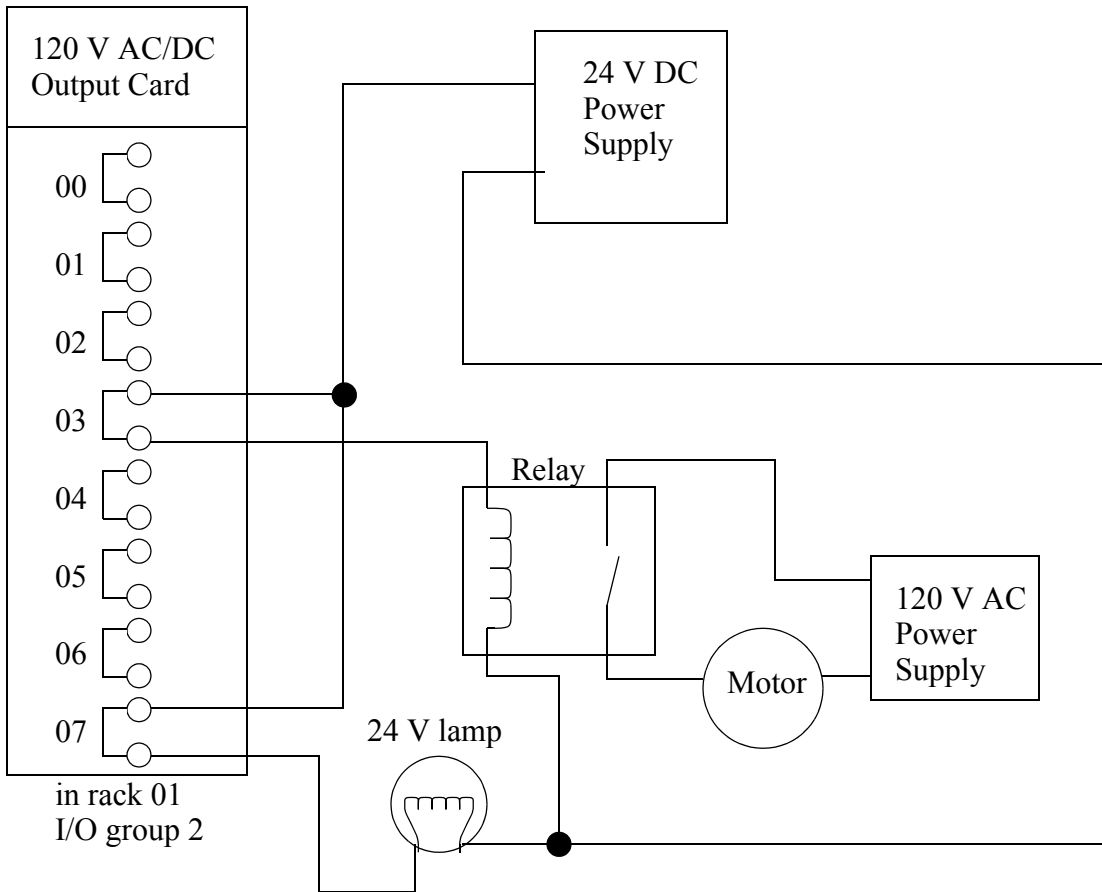 120 V AC/DC
Output Card
24 V DC
Power
Supply
00
01
02
03
04
05
06
07
Relay
120 V AC
Power
Supply
Motor
24 V lamp
in rack 01
I/O group 2